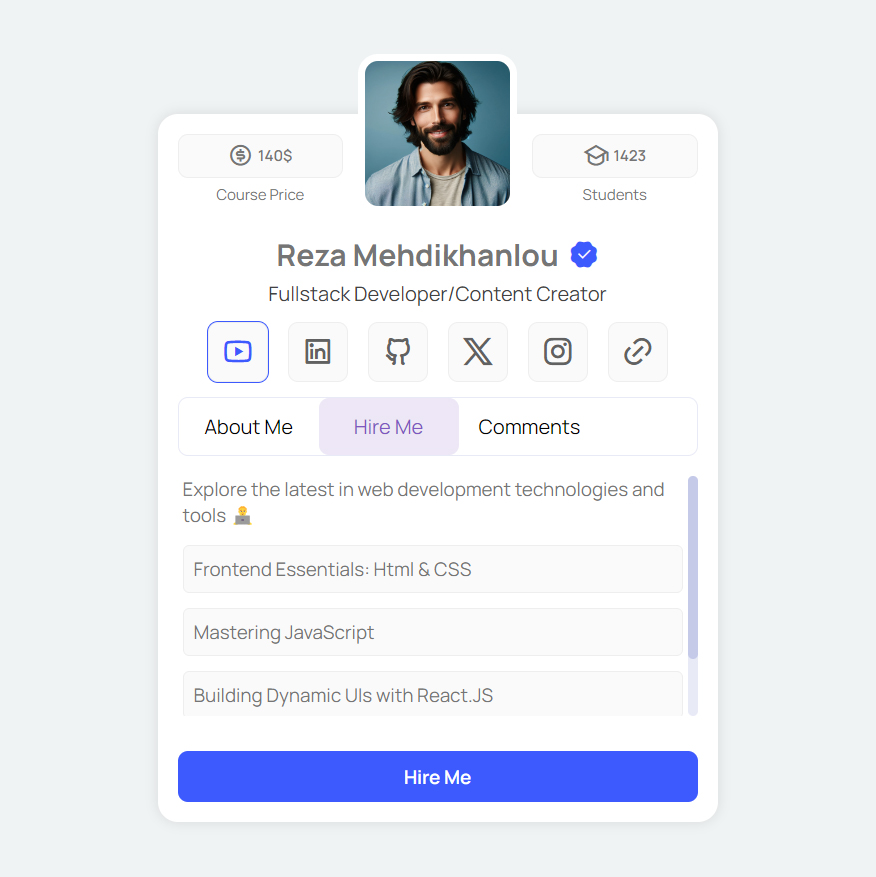 140$
Course Price
1423
Students
Reza Mehdikhanlou
Fullstack Developer/Content Creator
in
About Me
Hire Me
Comments
Explore the latest in web development technologies and
tools 🧑‍💻
Frontend Essentials: Html & CSS
Mastering JavaScript
Building Dynamic UIs with React.JS
Hire Me